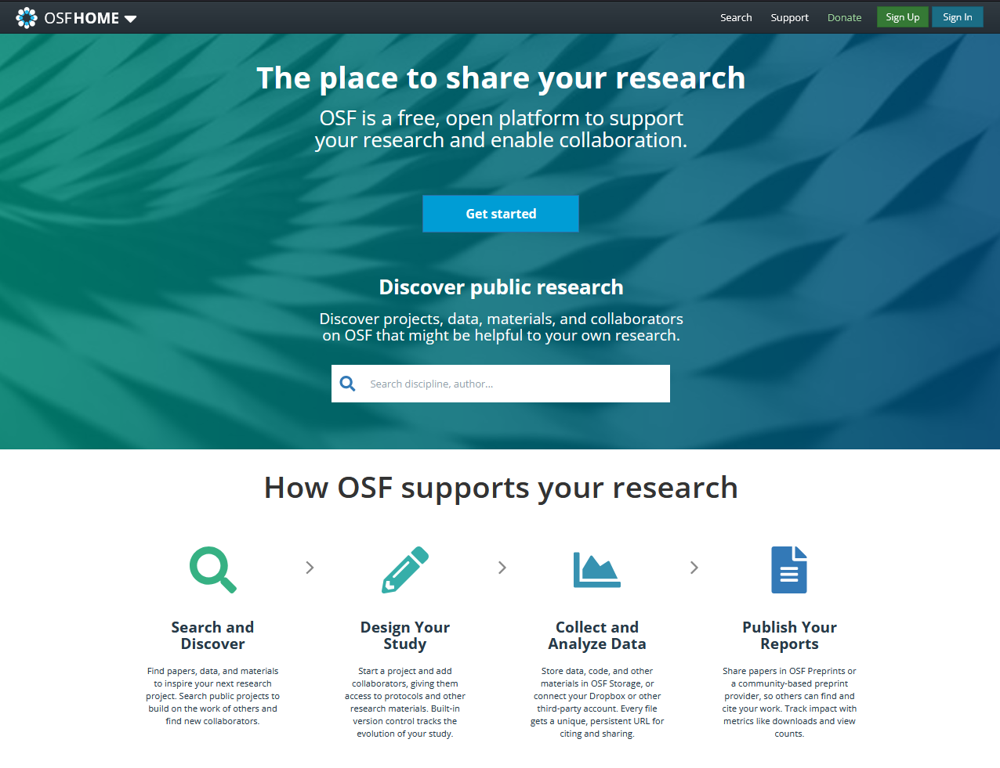 OSFHOME
Search Support Donate Sign Up Sign In
The place to share your research
OSF is a free, open platform to support
your research and enable collaboration.
Get started
Discover public research
Discover projects, data, materials, and collaborators
on OSF that might be helpful to your own research.
Search discipline, author...
How OSF supports your research
Search and
Discover
Find papers, data, and materials
to inspire your next research
project. Search public projects to
build on the work of others and
find new collaborators.
Design Your
Study
Start a project and add
collaborators, giving them
access to protocols and other
research materials. Built-in
version control tracks the
evolution of your study.
Collect and
Analyze Data
Store data, code, and other
materials in OSF Storage, or
connect your Dropbox or other
third-party account. Every file
gets a unique, persistent URL for
citing and sharing.
Publish Your
Reports
Share papers in OSF Preprints or
a community-based preprint
provider, so others can find and
cite your work. Track impact with
metrics like downloads and view
counts.